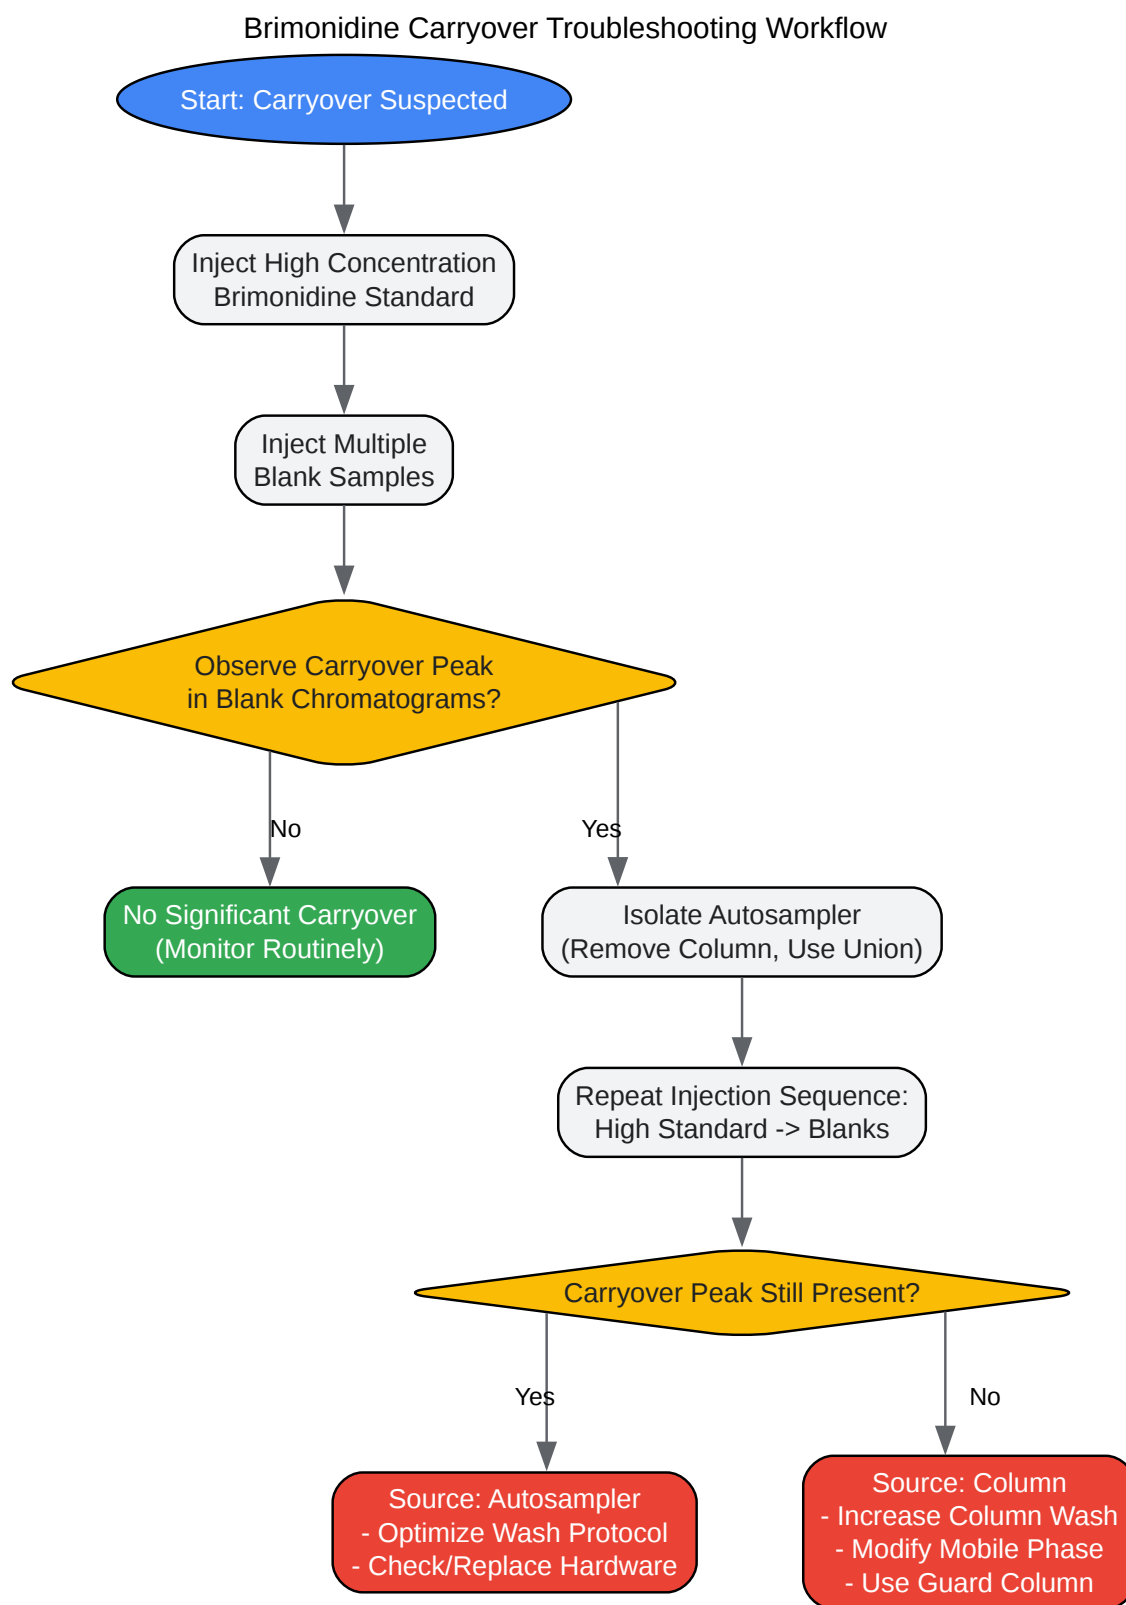 Brimonidine Carryover Troubleshooting Workflow
Start: Carryover Suspected
Inject High Concentration
Brimonidine Standard
Inject Multiple
Blank Samples
Observe Carryover Peak
in Blank Chromatograms?
No
Yes
No Significant Carryover
(Monitor Routinely)
Isolate Autosampler
(Remove Column, Use Union)
Repeat Injection Sequence:
High Standard -> Blanks
Carryover Peak Still Present?
Yes
No
Source: Autosampler
- Optimize Wash Protocol
- Check/Replace Hardware
Source: Column
- Increase Column Wash
- Modify Mobile Phase
- Use Guard Column